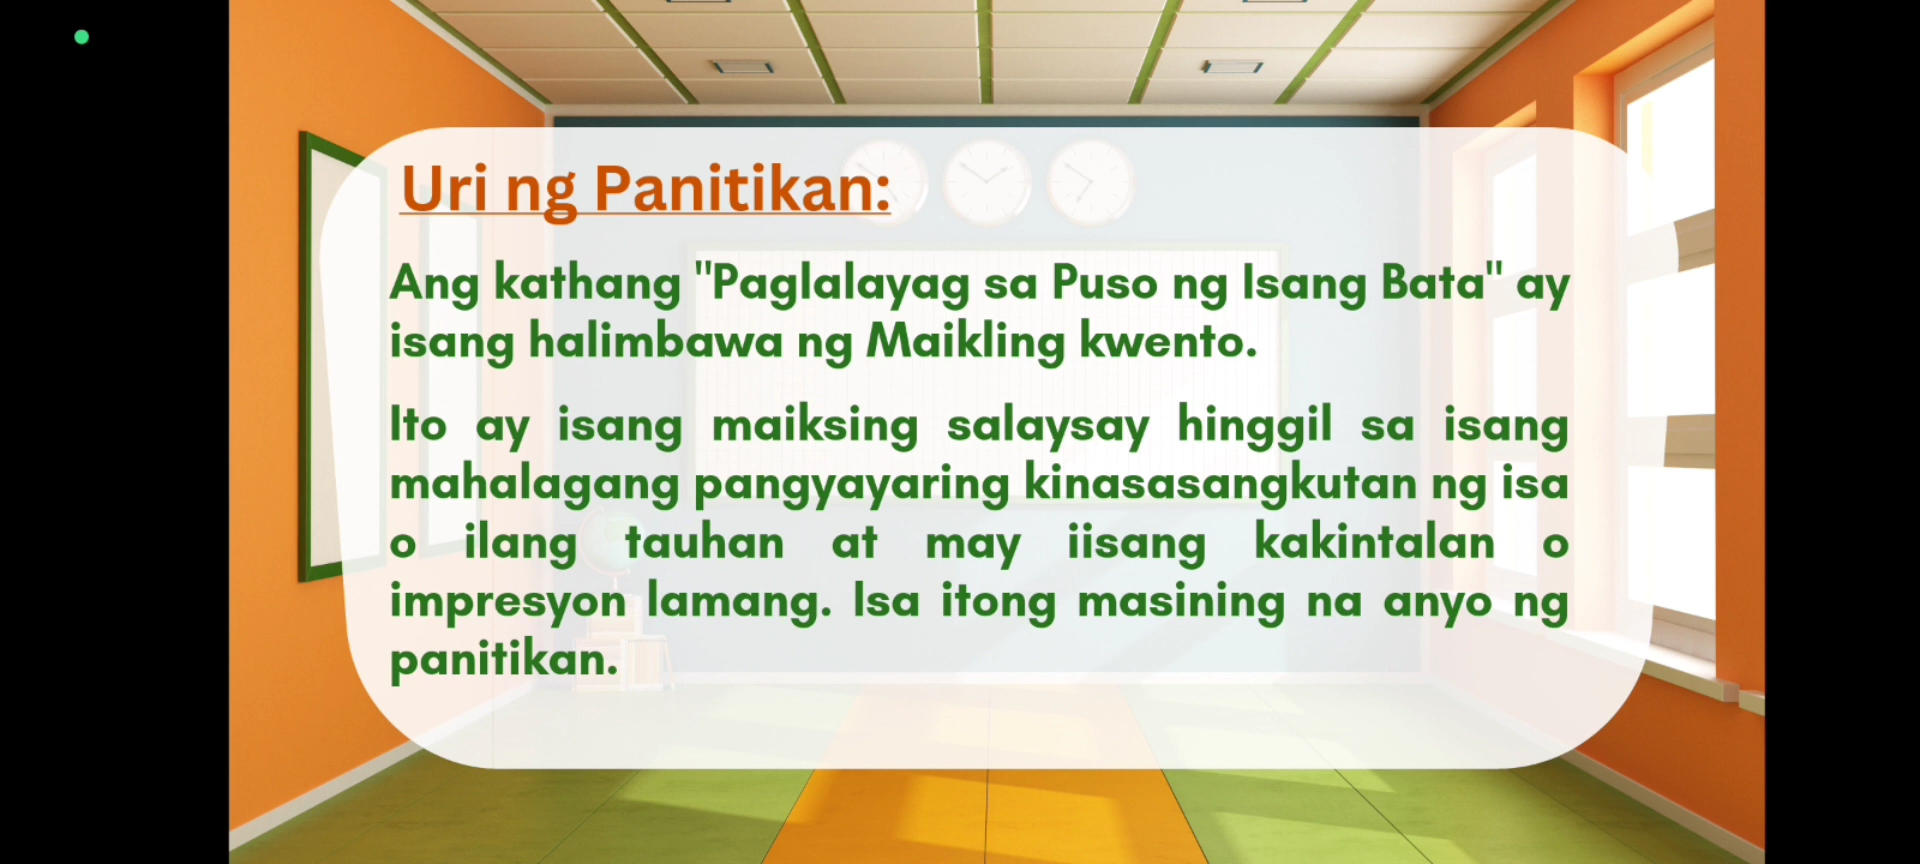 Uri ng Panitikan:
Ang kathang "Paglalayag sa Puso ng Isang Bata" ay
isang halimbawa ng Maikling kwento.
Ito ay isang maiksing salaysay hinggil sa isang
mahalagang pangyayaring kinasasangkutan ng isa
o ilang tauhan at may iisang kakintalan o
impresyon lamang. Isa itong masining na anyo ng
panitikan.